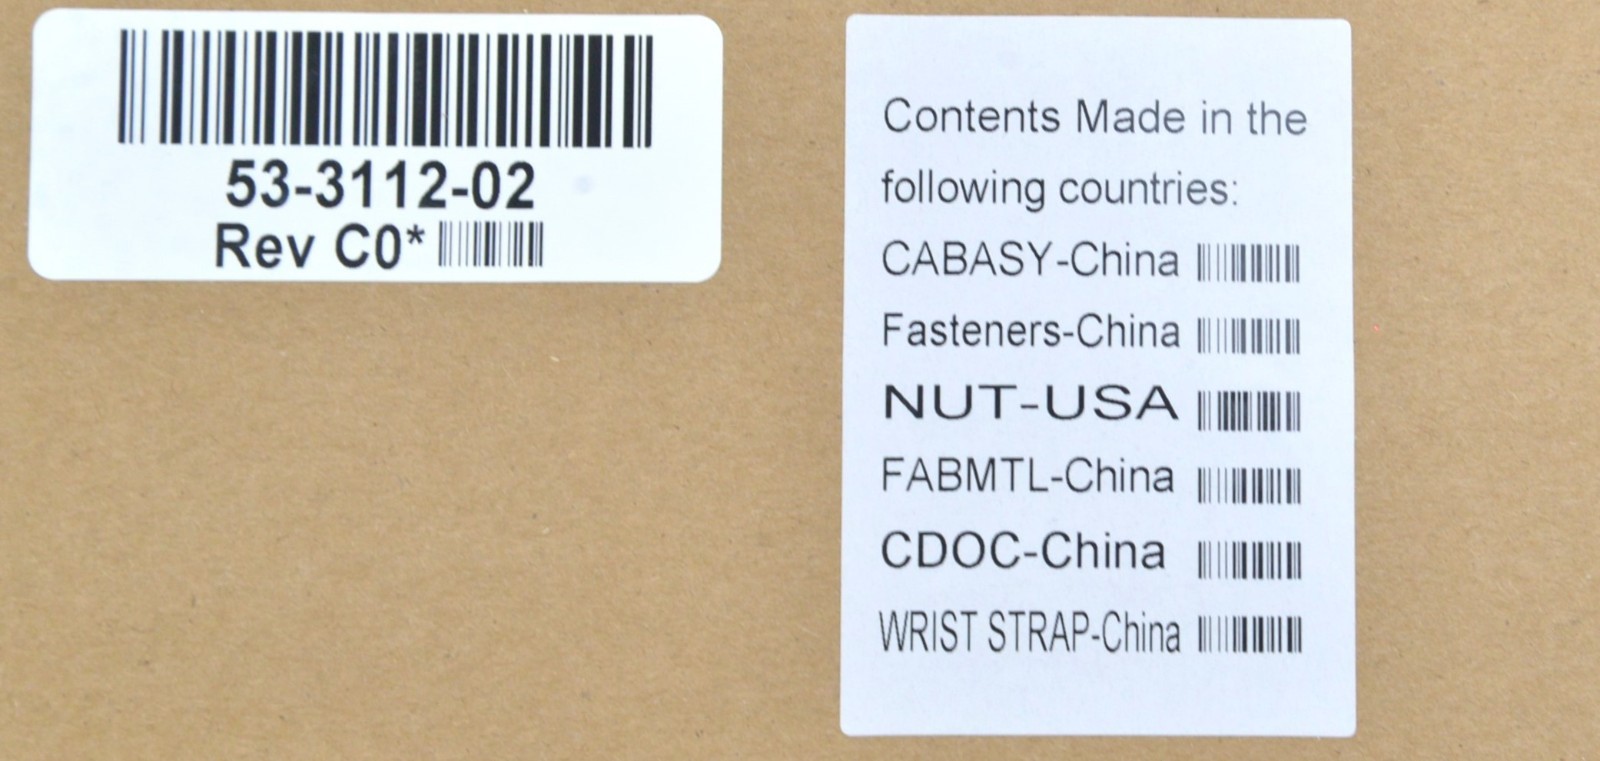 53-3112-02
Rev C0*
Contents Made in the
following countries:
CABASY-China
Fasteners-China
NUT-USA
FABMTL-China
CDOC-China
WRIST STRAP-China